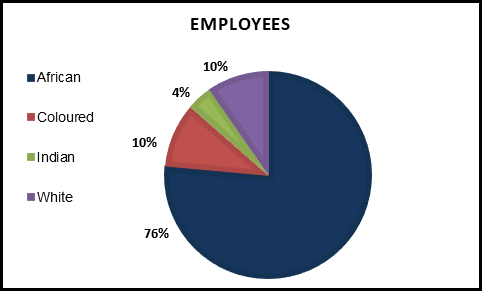 EMPLOYEES
African
Coloured
Indian
White
10%
4%
10%
76%